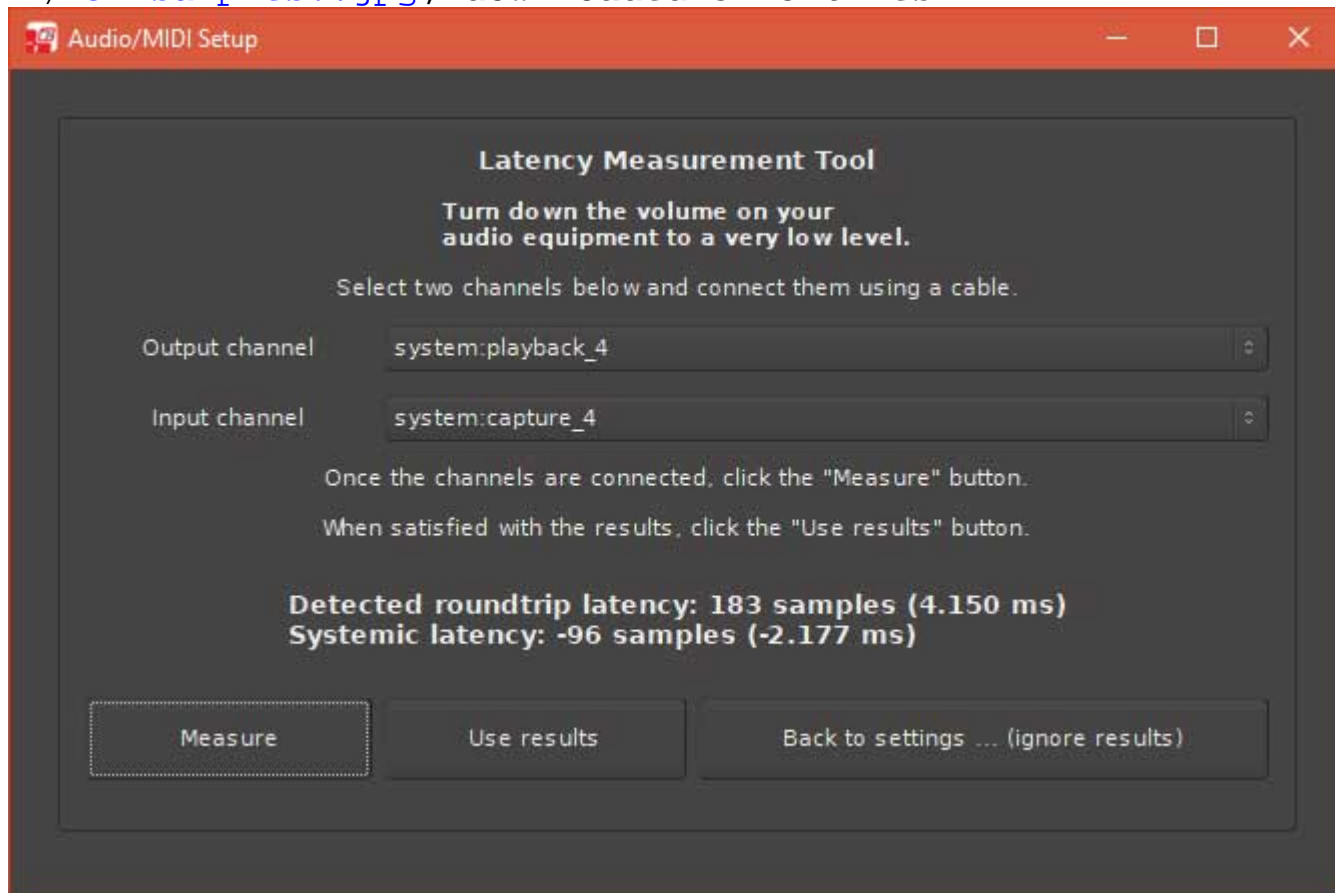 Audio/MIDI Setup
Latency Measurement Tool
Turn down the volume on your
audio equipment to a very low level.
Select two channels below and connect them using a cable.
Output channel system:playback_4
Input channel system:capture_4
Once the channels are connected, click the "Measure" button.
When satisfied with the results, click the "Use results" button.
Detected roundtrip latency: 183 samples (4.150 ms)
Systemic latency: -96 samples (-2.177 ms)
Measure Use results Back to settings ... (ignore results)